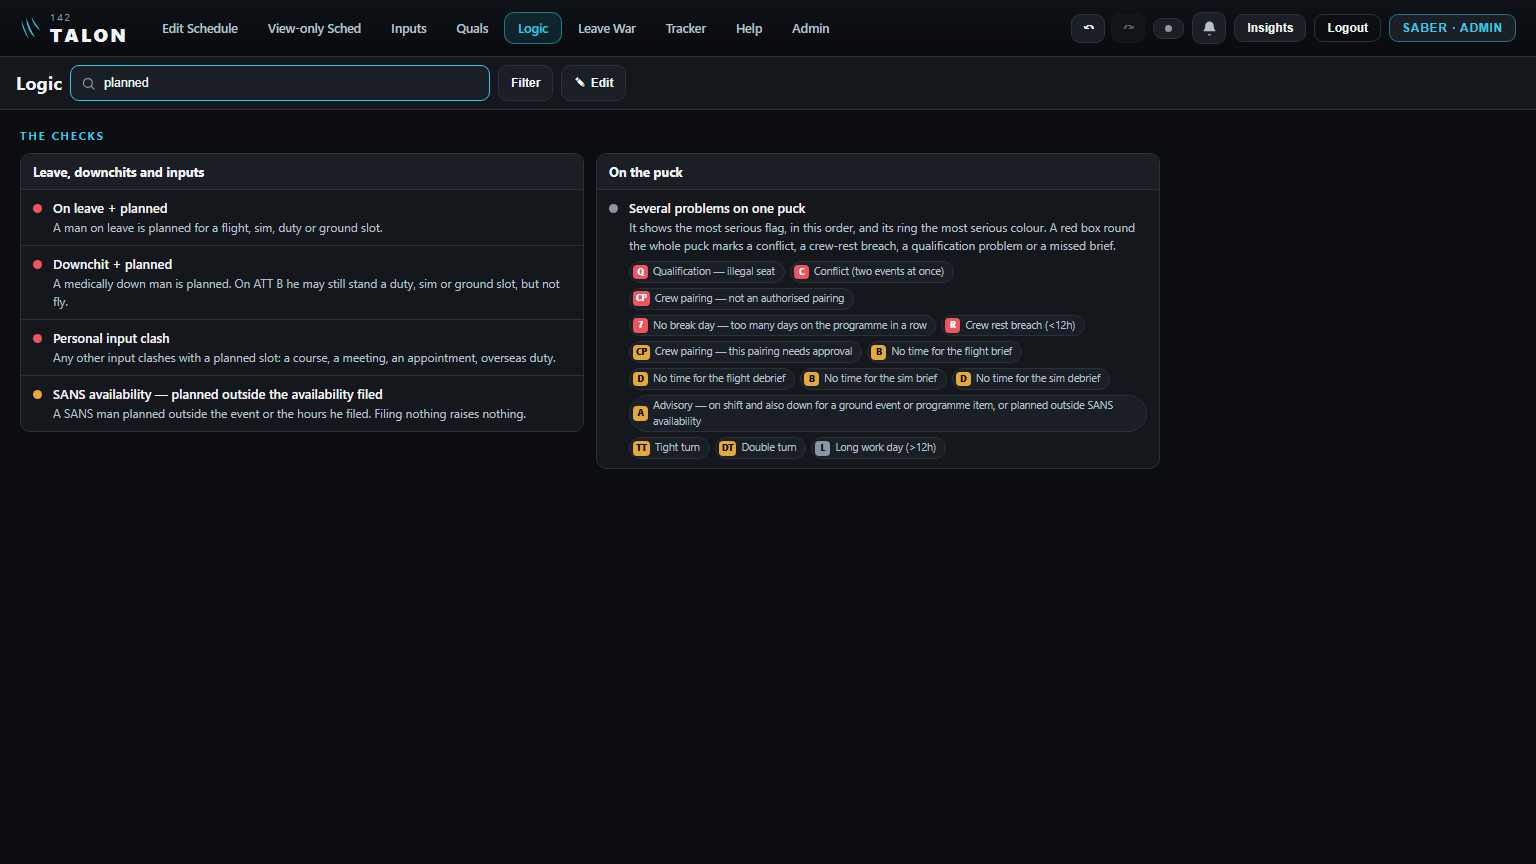 142
TALON
Edit Schedule
View-only Sched
Inputs
Quals
Logic
Leave War
Tracker
Help
Admin
Insights
Logout
SABER · ADMIN
Logic
planned
Filter
Edit
THE CHECKS
Leave, downchits and inputs
On leave + planned
A man on leave is planned for a flight, sim, duty or ground slot.
Downchit + planned
A medically down man is planned. On ATT B he may still stand a duty, sim or ground slot, but not
fly.
Personal input clash
Any other input clashes with a planned slot: a course, a meeting, an appointment, overseas duty.
SANS availability — planned outside the availability filed
A SANS man planned outside the event or the hours he filed. Filing nothing raises nothing.
On the puck
Several problems on one puck
It shows the most serious flag, in this order, and its ring the most serious colour. A red box round
the whole puck marks a conflict, a crew-rest breach, a qualification problem or a missed brief.
Q Qualification — illegal seat
C Conflict (two events at once)
CP Crew pairing — not an authorised pairing
7 No break day — too many days on the programme in a row
R Crew rest breach (<12h)
CP Crew pairing — this pairing needs approval
B No time for the flight brief
D No time for the flight debrief
B No time for the sim brief
D No time for the sim debrief
A Advisory — on shift and also down for a ground event or programme item, or planned outside SANS
availability
TT Tight turn
DT Double turn
L Long work day (>12h)